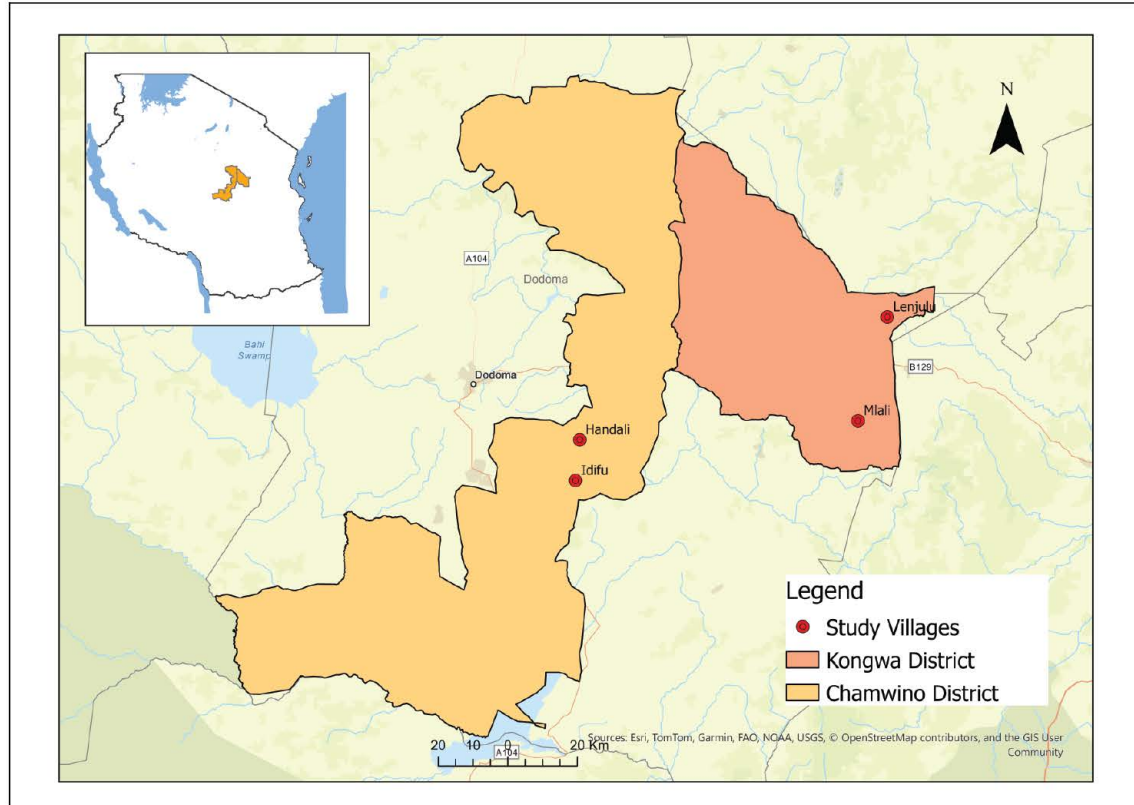 N
A104
Dodoma
Lenjulu
Bahi
Swamp
B129
Dodoma
Mlali
Handali
Idifu
Legend
Study Villages
Kongwa District
Chamwino District
Sources: Esri, TomTom, Garmin, FAO, NOAA, USGS, © OpenStreetMap contributors, and the GIS User
Community
20 10 0 20 Km
A104